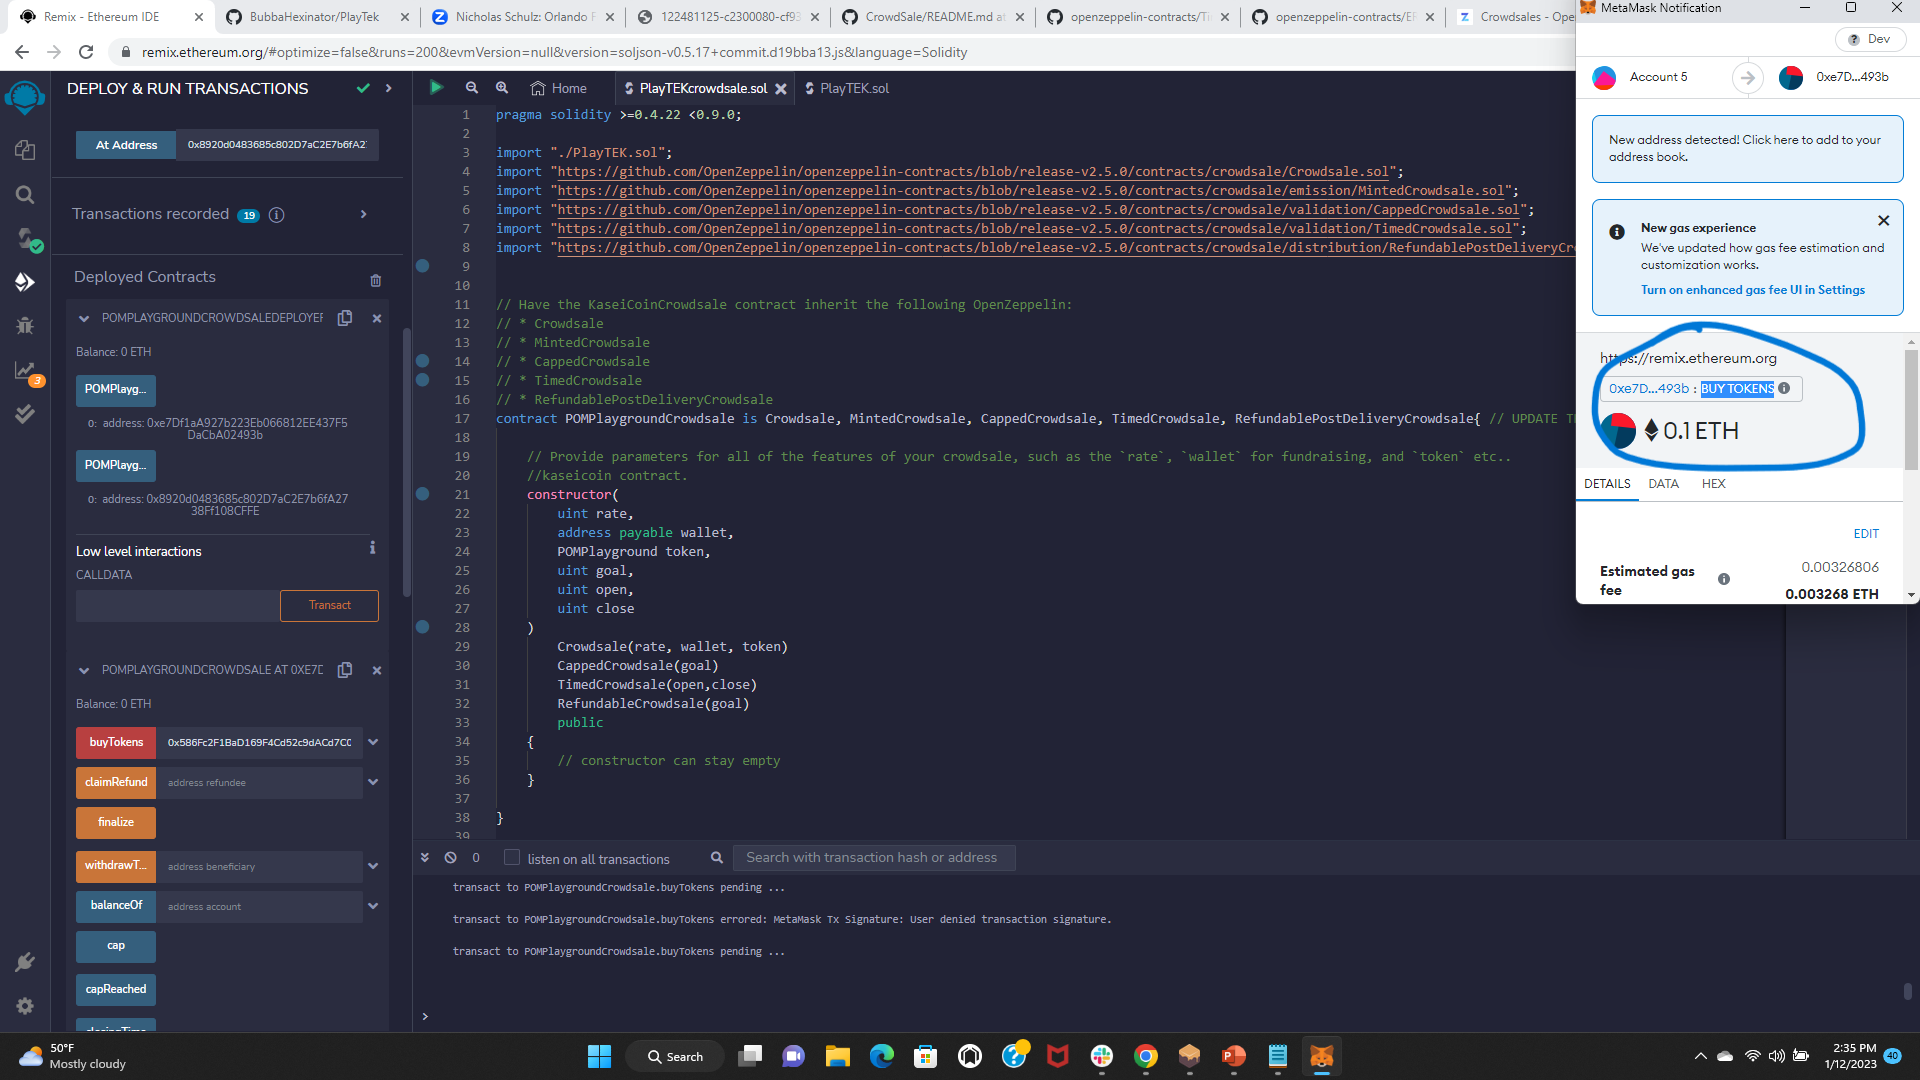 Remix - Ethereum IDE
BubbaHexinator/PlayTek
Nicholas Schulz: Orlando
122481125-c2300080-cf93
CrowdSale/README.md at
openzeppelin-contracts/Ti
openzeppelin-contracts/EF
Crowdsales - Ope
remix.ethereum.org/#optimize=false&runs=200&evmVersion=null&version=soljson-v0.5.17+commit.d19bba13.js&language=Solidity
DEPLOY & RUN TRANSACTIONS
At Address
0x8920d0483685c802D7aC2E7b6fA27
Transactions recorded 19
Deployed Contracts
POMPLAYGROUNDCROWDSALEDEPLOYER
Balance: 0 ETH
POMPlayg...
0: address: 0xe7Df1aA927b223Eb066812EE437F5
DaCbA02493b
POMPlayg...
0: address: 0x8920d0483685c802D7aC2E7b6fA27
38Ff108CFFE
Low level interactions
CALLDATA
Transact
POMPLAYGROUNDCROWDSALE AT 0XE7D
Balance: 0 ETH
buyTokens
0x586Fc2F1BaD169F4Cd52c9dACd7C0
claimRefund
address refundee
finalize
withdrawT...
address beneficiary
balanceOf
address account
cap
capReached
closingTime
3
Home
PlayTEKcrowdsale.sol
PlayTEK.sol
1 pragma solidity >=0.4.22 <0.9.0;
2
3 import "./PlayTEK.sol";
4 import "https://github.com/OpenZeppelin/openzeppelin-contracts/blob/release-v2.5.0/contracts/crowdsale/Crowdsale.sol";
5 import "https://github.com/OpenZeppelin/openzeppelin-contracts/blob/release-v2.5.0/contracts/crowdsale/emission/MintedCrowdsale.sol";
6 import "https://github.com/OpenZeppelin/openzeppelin-contracts/blob/release-v2.5.0/contracts/crowdsale/validation/CappedCrowdsale.sol";
7 import "https://github.com/OpenZeppelin/openzeppelin-contracts/blob/release-v2.5.0/contracts/crowdsale/validation/TimedCrowdsale.sol";
8 import "https://github.com/OpenZeppelin/openzeppelin-contracts/blob/release-v2.5.0/contracts/crowdsale/distribution/RefundablePostDeliveryCro
9
10
11 // Have the KaseiCoinCrowdsale contract inherit the following OpenZeppelin:
12 // * Crowdsale
13 // * MintedCrowdsale
14 // * CappedCrowdsale
15 // * TimedCrowdsale
16 // * RefundablePostDeliveryCrowdsale
17 contract POMPlaygroundCrowdsale is Crowdsale, MintedCrowdsale, CappedCrowdsale, TimedCrowdsale, RefundablePostDeliveryCrowdsale{ // UPDATE T
18
19 // Provide parameters for all of the features of your crowdsale, such as the `rate`, `wallet` for fundraising, and `token` etc..
20 //kaseicoin contract.
21 constructor(
22 uint rate,
23 address payable wallet,
24 POMPlayground token,
25 uint goal,
26 uint open,
27 uint close
28 )
29 Crowdsale(rate, wallet, token)
30 CappedCrowdsale(goal)
31 TimedCrowdsale(open,close)
32 RefundableCrowdsale(goal)
33 public
34 {
35 // constructor can stay empty
36 }
37
38 }
39
0
listen on all transactions
Search with transaction hash or address
transact to POMPlaygroundCrowdsale.buyTokens pending ...
transact to POMPlaygroundCrowdsale.buyTokens errored: MetaMask Tx Signature: User denied transaction signature.
transact to POMPlaygroundCrowdsale.buyTokens pending ...
>
MetaMask Notification
Dev
Account 5
0xe7D...493b
New address detected! Click here to add to your
address book.
New gas experience
We've updated how gas fee estimation and
customization works.
Turn on enhanced gas fee UI in Settings
https://remix.ethereum.org
0xe7D...493b : BUY TOKENS
0.1 ETH
DETAILS
DATA
HEX
EDIT
Estimated gas
fee
0.00326806
0.003268 ETH
50°F
Mostly cloudy
Search
2:35 PM
1/12/2023
40